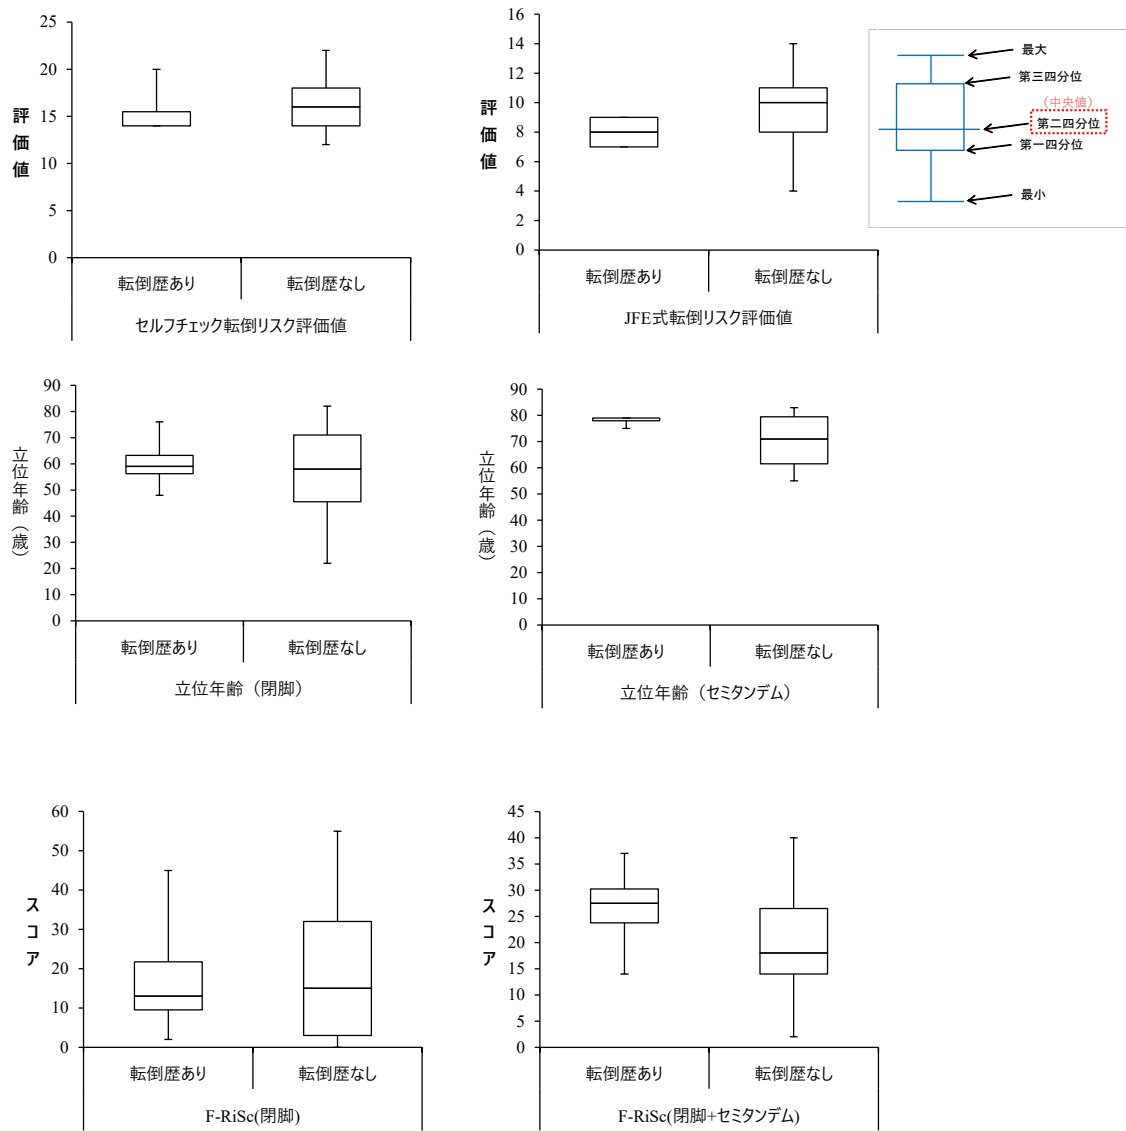 25
20
15
10
5
0
評価値
転倒歴あり
転倒歴なし
セルフチェック転倒リスク評価値
16
14
12
10
8
6
4
2
0
評価値
転倒歴あり
転倒歴なし
JFE式転倒リスク評価値
最大
第三四分位
（中央値）
第二四分位
第一四分位
最小
90
80
70
60
50
40
30
20
10
0
立位年齢（歳）
転倒歴あり
転倒歴なし
立位年齢（閉脚）
90
80
70
60
50
40
30
20
10
0
立位年齢（歳）
転倒歴あり
転倒歴なし
立位年齢（セミタンデム）
60
50
40
30
20
10
0
スコア
転倒歴あり
転倒歴なし
F-RiSc(閉脚)
45
40
35
30
25
20
15
10
5
0
スコア
転倒歴あり
転倒歴なし
F-RiSc(閉脚+セミタンデム)